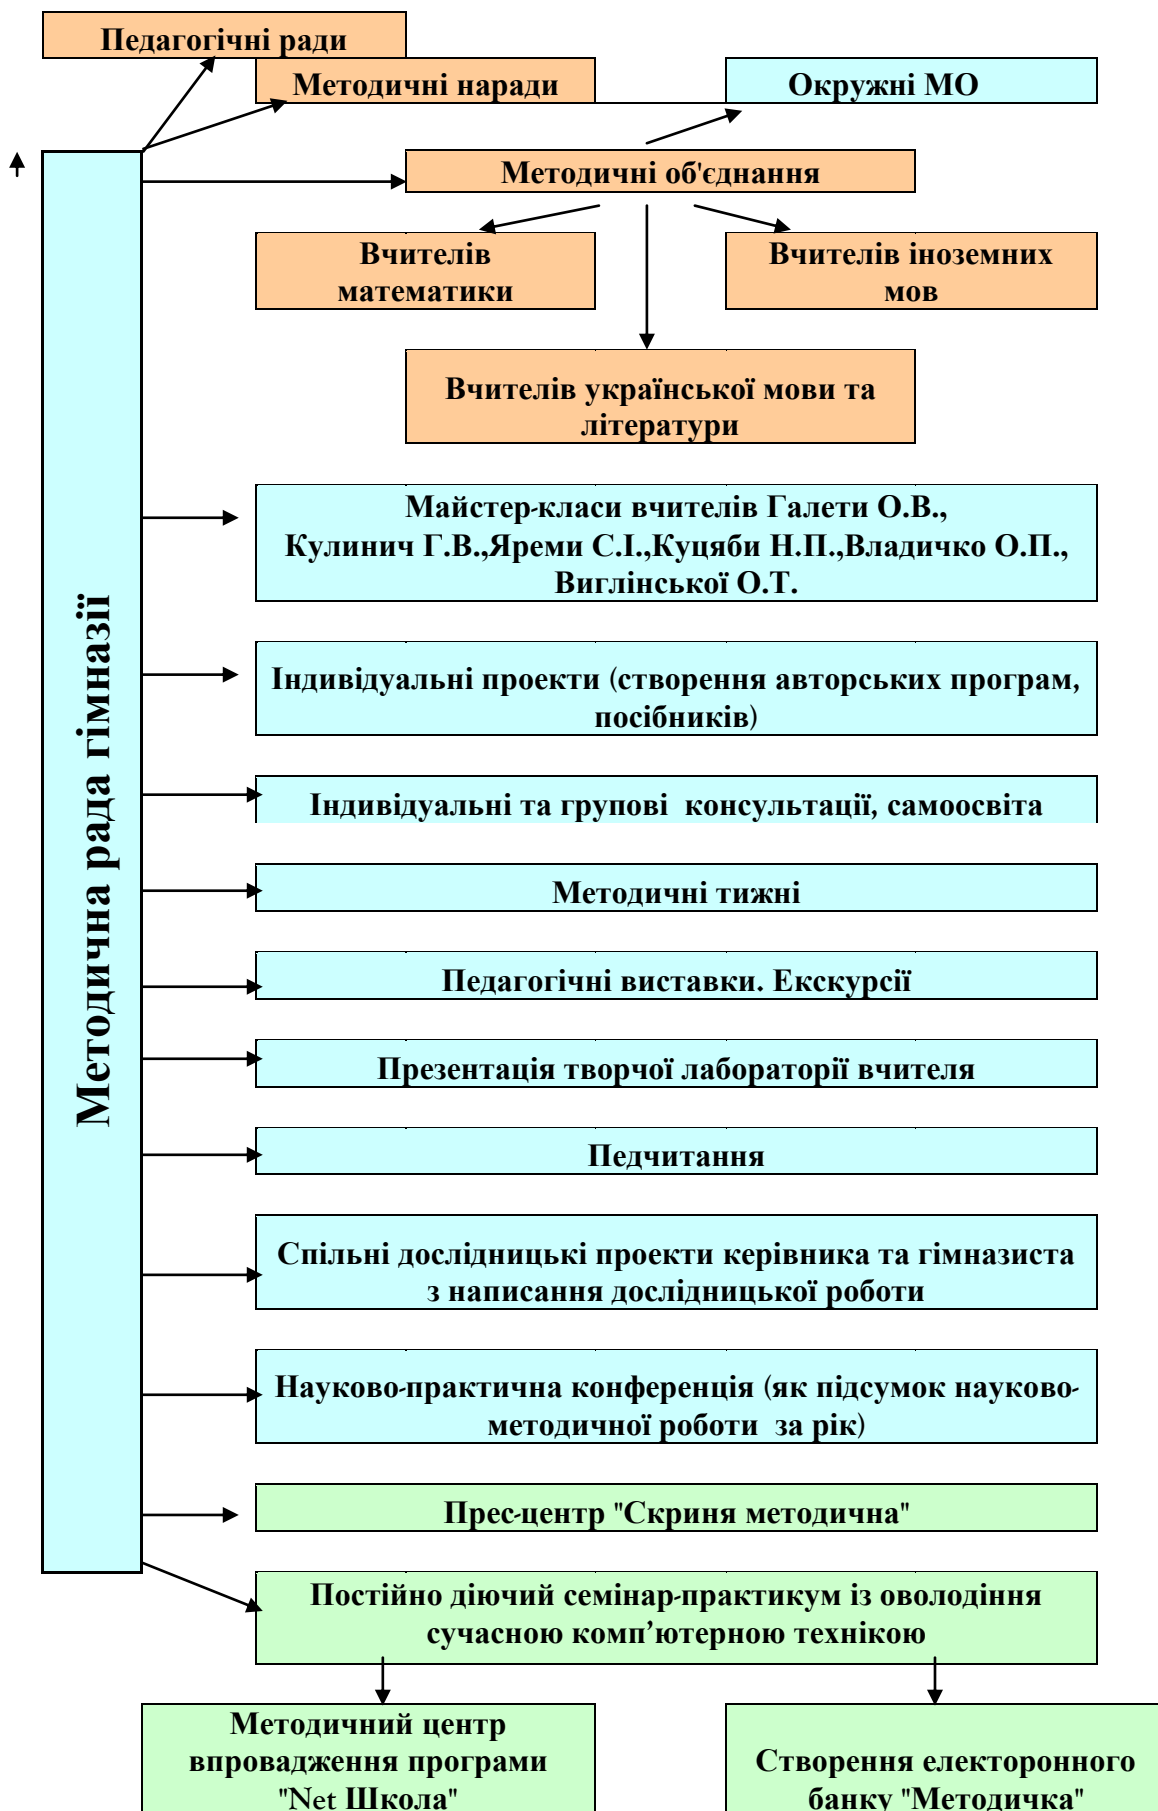 Педагогічні ради
Методичні наради
Окружні МО
Методичні об'єднання
Вчителів
математики
Вчителів іноземних
мов
Вчителів української мови та
літератури
Методична рада гімназії
Майстер-класи вчителів Галети О.В.,
Кулинич Г.В.,Яреми С.І.,Куцяби Н.П.,Владичко О.П.,
Виглінської О.Т.
Індивідуальні проекти (створення авторських програм,
посібників)
Індивідуальні та групові  консультації, самоосвіта
Методичні тижні
Педагогічні виставки. Екскурсії
Презентація творчої лабораторії вчителя
Педчитання
Спільні дослідницькі проекти керівника та гімназиста
з написання дослідницької роботи
Науково-практична конференція (як підсумок науково-
методичної роботи  за рік)
Прес-центр "Скриня методична"
Постійно діючий семінар-практикум із оволодіння
сучасною комп’ютерною технікою
Методичний центр
впровадження програми
"Net Школа"
Створення електоронного
банку "Методичка"